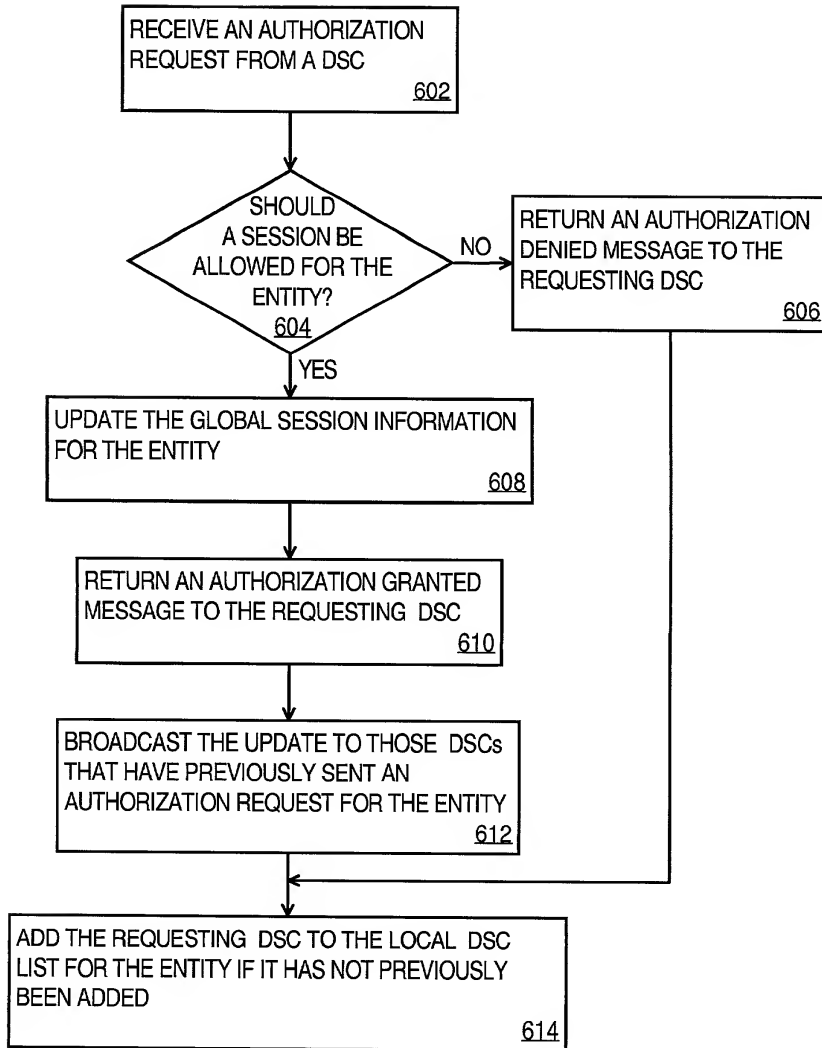 RECEIVE AN AUTHORIZATION
REQUEST FROM A DSC
602
SHOULD
A SESSION BE
ALLOWED FOR THE
ENTITY?
604
NO
RETURN AN AUTHORIZATION
DENIED MESSAGE TO THE
REQUESTING DSC
606
YES
UPDATE THE GLOBAL SESSION INFORMATION
FOR THE ENTITY
608
RETURN AN AUTHORIZATION GRANTED
MESSAGE TO THE REQUESTING DSC
610
BROADCAST THE UPDATE TO THOSE DSCs
THAT HAVE PREVIOUSLY SENT AN
AUTHORIZATION REQUEST FOR THE ENTITY
612
ADD THE REQUESTING DSC TO THE LOCAL DSC
LIST FOR THE ENTITY IF IT HAS NOT PREVIOUSLY
BEEN ADDED
614